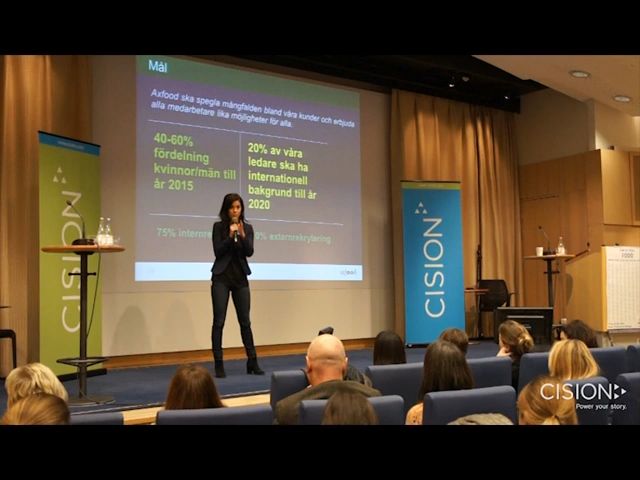 Mål
Axfood ska spegla mångfalden bland våra kunder och erbjuda
alla medarbetare lika möjligheter för alla.
40-60%
fördelning
kvinnor/män till
år 2015
20% av våra
ledare ska ha
internationell
bakgrund till år
2020
75% internre
% externrekrytering
CISION
CISION
CISION
Power your story.